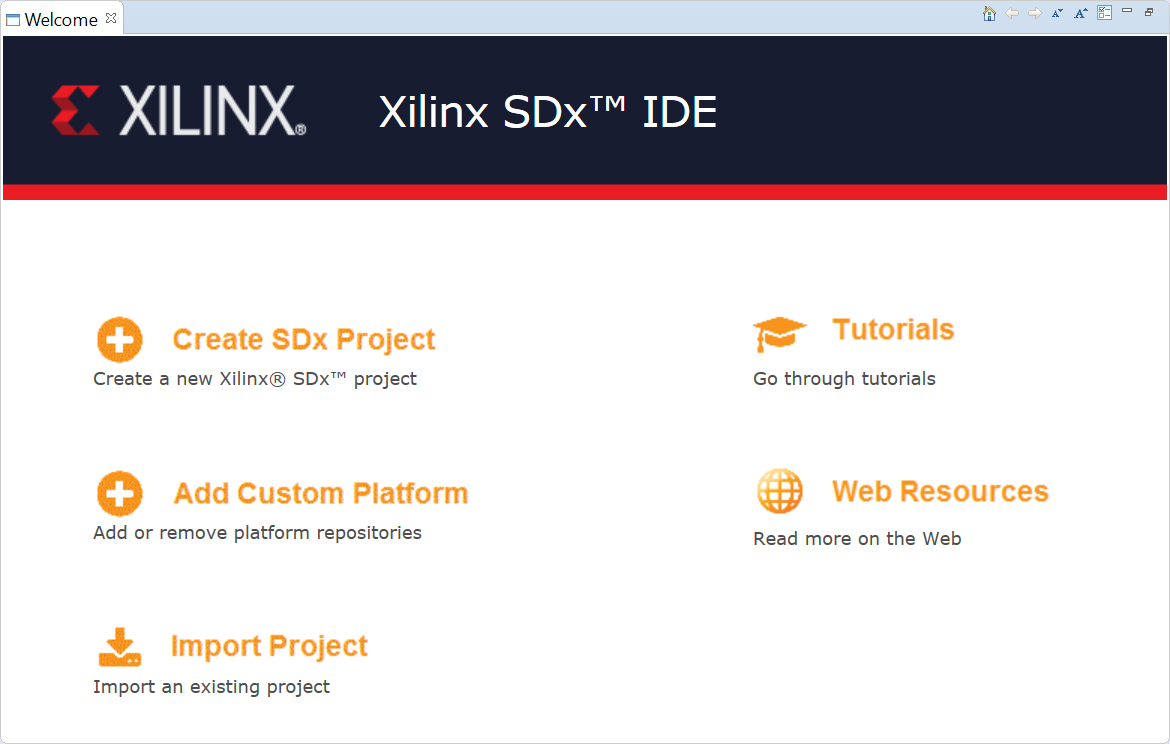 Welcome
XILINX®
Xilinx SDx™ IDE
Create SDx Project
Create a new Xilinx® SDx™ project
Add Custom Platform
Add or remove platform repositories
Import Project
Import an existing project
Tutorials
Go through tutorials
Web Resources
Read more on the Web